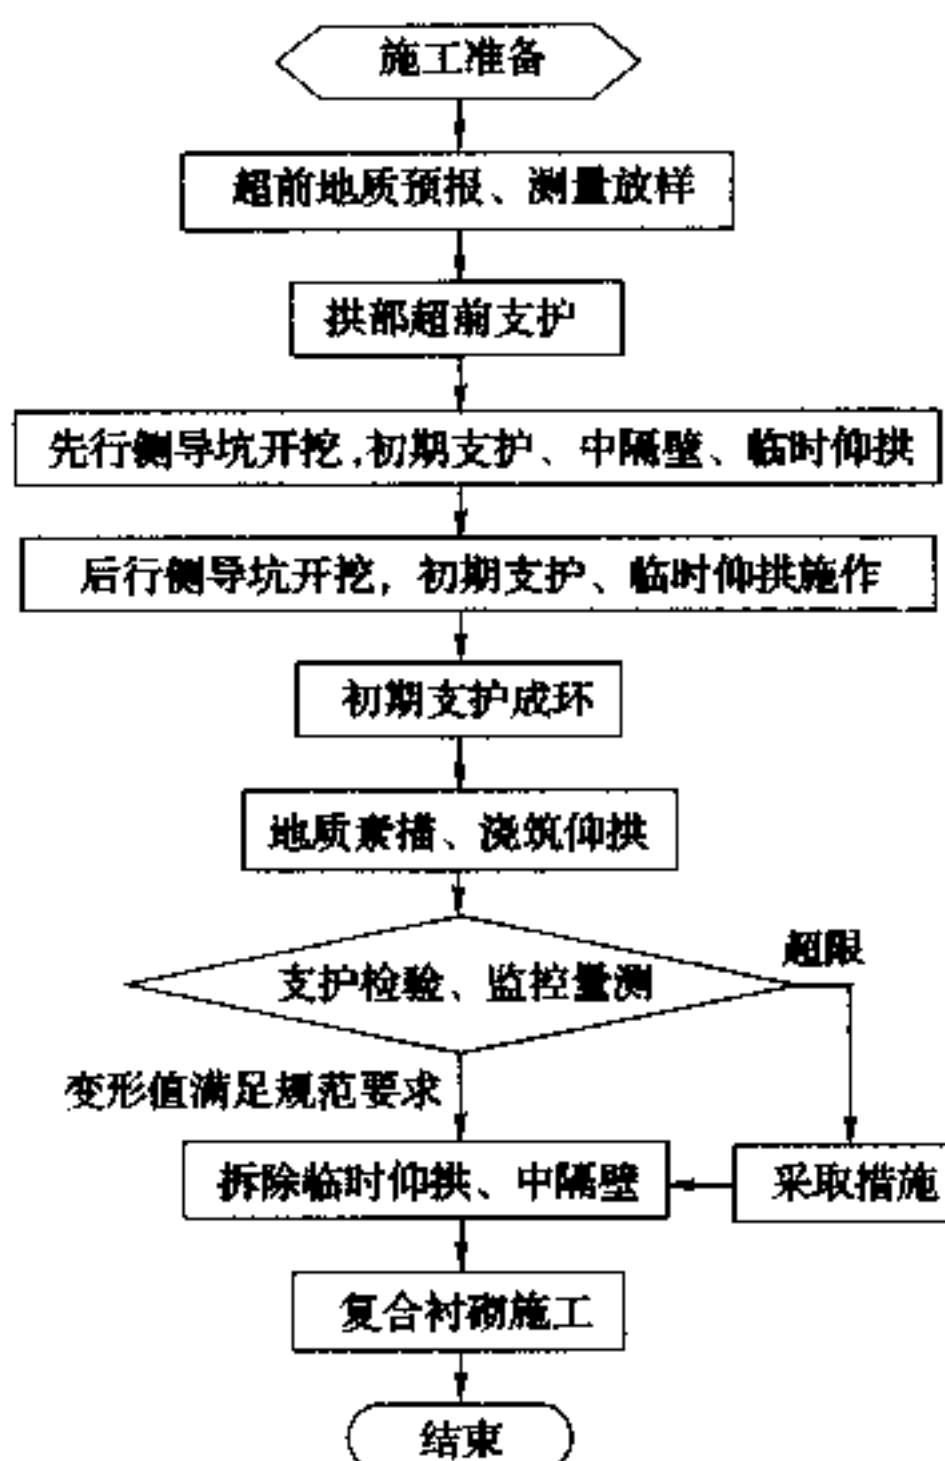 施工准备
超前地质预报、测量放样
拱部超前支护
先行侧导坑开挖,初期支护、中隔壁、临时仰拱
后行侧导坑开挖,初期支护、临时仰拱施作
初期支护成环
地质素描、浇筑仰拱
超限
支护检验、监控量测
变形值满足规范要求
拆除临时仰拱、中隔壁
采取措施
复合衬砌施工
结束